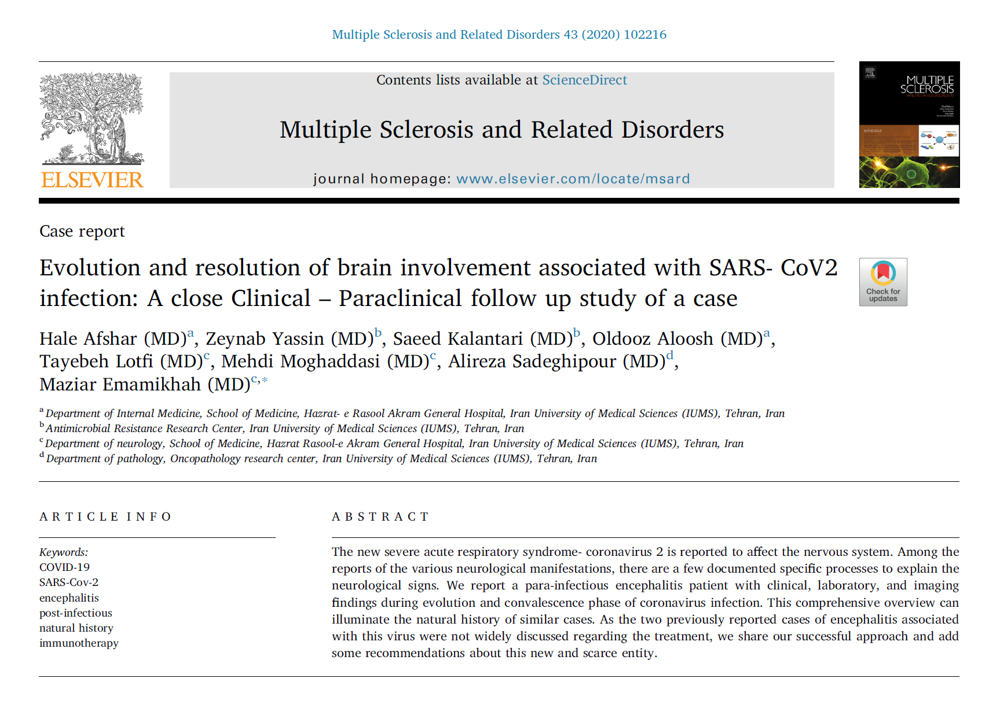 Multiple Sclerosis and Related Disorders 43 (2020) 102216
NON SOLUS
ELSEVIER
Contents lists available at ScienceDirect
Multiple Sclerosis and Related Disorders
journal homepage: www.elsevier.com/locate/msard
MULTIPLE
SCLEROSIS
AND RELATED DISORDERS
IN THIS ISSUE
Case report
Evolution and resolution of brain involvement associated with SARS- CoV2
infection: A close Clinical – Paraclinical follow up study of a case
Check for
updates
Hale Afshar (MD)a, Zeynab Yassin (MD)b, Saeed Kalantari (MD)b, Oldooz Aloosh (MD)a,
Tayebeh Lotfi (MD)c, Mehdi Moghaddasi (MD)c, Alireza Sadeghipour (MD)d,
Maziar Emamikhah (MD)c,*
a Department of Internal Medicine, School of Medicine, Hazrat- e Rasool Akram General Hospital, Iran University of Medical Sciences (IUMS), Tehran, Iran
b Antimicrobial Resistance Research Center, Iran University of Medical Sciences (IUMS), Tehran, Iran
c Department of neurology, School of Medicine, Hazrat Rasool-e Akram General Hospital, Iran University of Medical Sciences (IUMS), Tehran, Iran
d Department of pathology, Oncopathology research center, Iran University of Medical Sciences (IUMS), Tehran, Iran
ARTICLE INFO
Keywords:
COVID-19
SARS-Cov-2
encephalitis
post-infectious
natural history
immunotherapy
ABSTRACT
The new severe acute respiratory syndrome- coronavirus 2 is reported to affect the nervous system. Among the
reports of the various neurological manifestations, there are a few documented specific processes to explain the
neurological signs. We report a para-infectious encephalitis patient with clinical, laboratory, and imaging
findings during evolution and convalescence phase of coronavirus infection. This comprehensive overview can
illuminate the natural history of similar cases. As the two previously reported cases of encephalitis associated
with this virus were not widely discussed regarding the treatment, we share our successful approach and add
some recommendations about this new and scarce entity.